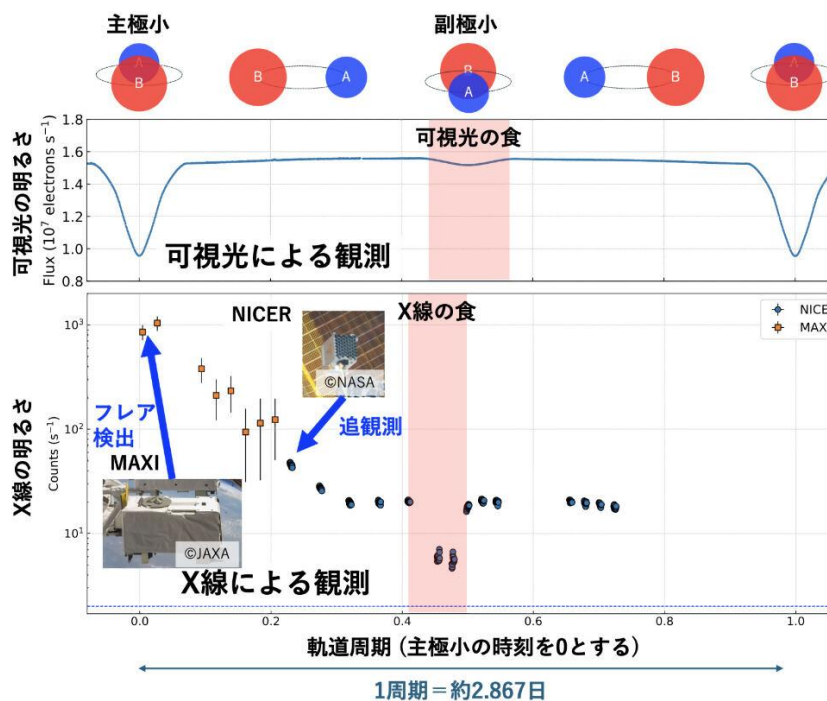 主極小
副極小
A
B
B
A
B
A
A
B
A
B
可視光の明るさ
Flux (10⁷ electrons s⁻¹)
1.8
1.6
1.4
1.2
1.0
0.8
可視光の食
可視光による観測
X線の明るさ
Counts (s⁻¹)
10³
10²
10¹
NICER
X線の食
NICE
MAX
©NASA
フレア
検出
追観測
MAXI
©JAXA
X線による観測
0.0
0.2
0.4
0.6
0.8
1.0
軌道周期(主極小の時刻を0とする)
1周期=約2.867日